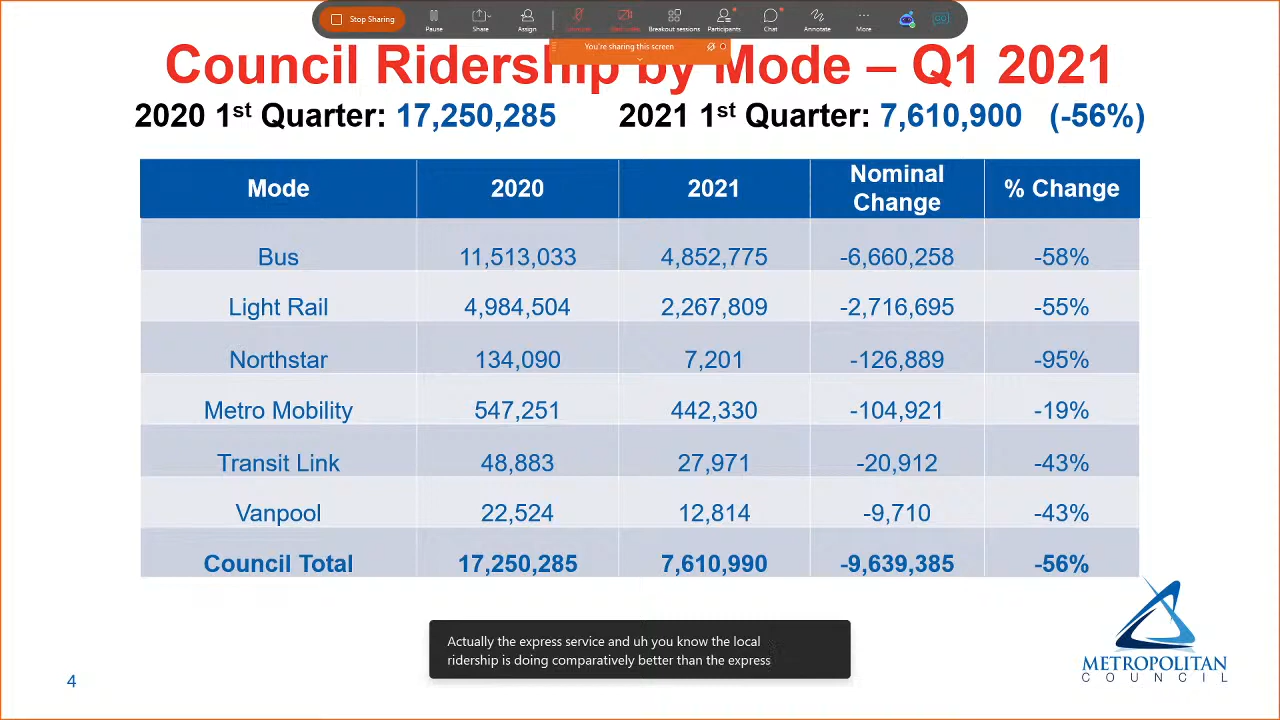 Stop Sharing Pause Share Assign Breakout sessions Participants Chat Annotate More
You're sharing this screen
Council Ridership by Mode – Q1 2021
2020 1st Quarter: 17,250,285 2021 1st Quarter: 7,610,900 (-56%)
Mode 2020 2021 Nominal Change % Change
Bus 11,513,033 4,852,775 -6,660,258 -58%
Light Rail 4,984,504 2,267,809 -2,716,695 -55%
Northstar 134,090 7,201 -126,889 -95%
Metro Mobility 547,251 442,330 -104,921 -19%
Transit Link 48,883 27,971 -20,912 -43%
Vanpool 22,524 12,814 -9,710 -43%
Council Total 17,250,285 7,610,990 -9,639,385 -56%
Actually the express service and uh you know the local
ridership is doing comparatively better than the express
METROPOLITAN
COUNCIL
4